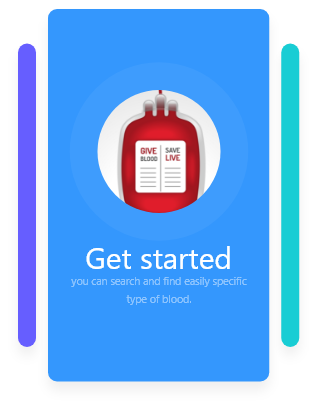 GIVE
BLOOD
SAVE
LIVE
Get started
you can search and find easily specific
type of blood.